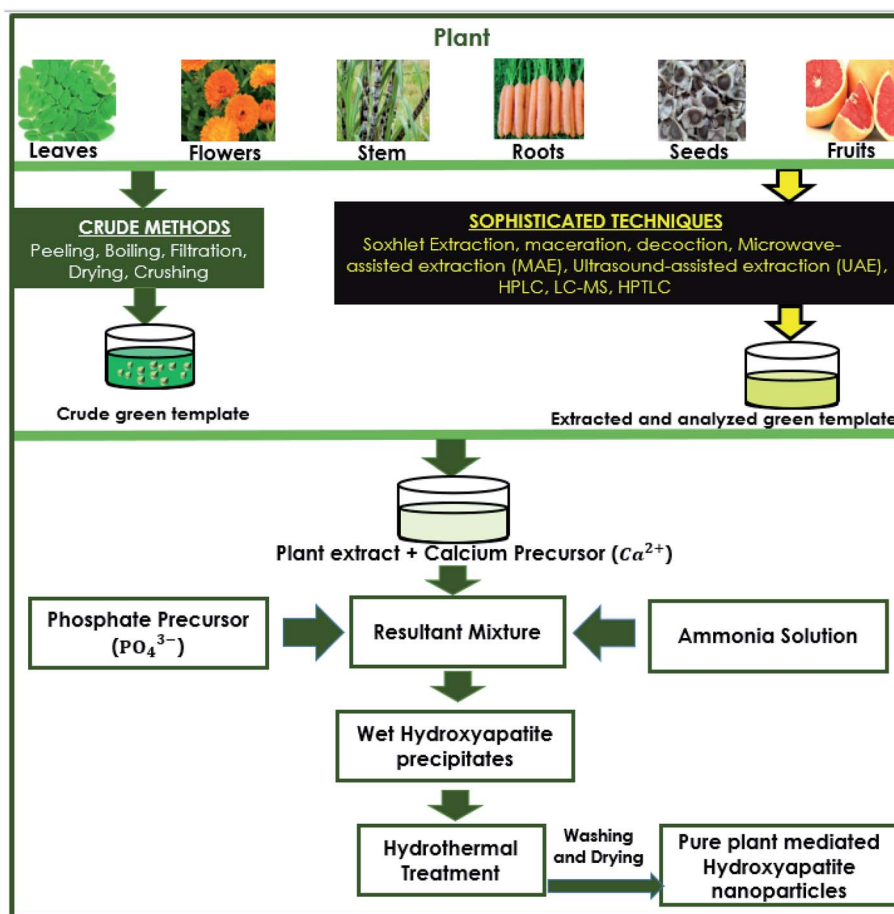 Plant
Leaves
Flowers
Stem
Roots
Seeds
Fruits
CRUDE METHODS
Peeling, Boiling, Filtration,
Drying, Crushing
SOPHISTICATED TECHNIQUES
Soxhlet Extraction, maceration, decoction, Microwave-
assisted extraction (MAE), Ultrasound-assisted extraction (UAE),
HPLC, LC-MS, HPTLC
Crude green template
Extracted and analyzed green template
Plant extract + Calcium Precursor (Ca²⁺)
Phosphate Precursor
(PO₄³⁻)
Resultant Mixture
Ammonia Solution
Wet Hydroxyapatite
precipitates
Hydrothermal
Treatment
Washing
and Drying
Pure plant mediated
Hydroxyapatite
nanoparticles